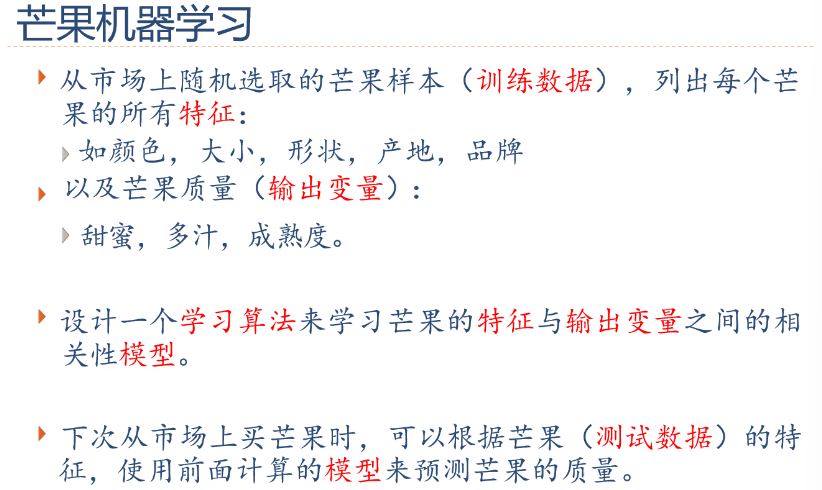 芒果机器学习
从市场上随机选取的芒果样本（训练数据），列出每个芒
果的所有特征：
如颜色，大小，形状，产地，品牌
以及芒果质量（输出变量）：
甜蜜，多汁，成熟度。
设计一个学习算法来学习芒果的特征与输出变量之间的相
关性模型。
下次从市场上买芒果时，可以根据芒果（测试数据）的特
征，使用前面计算的模型来预测芒果的质量。